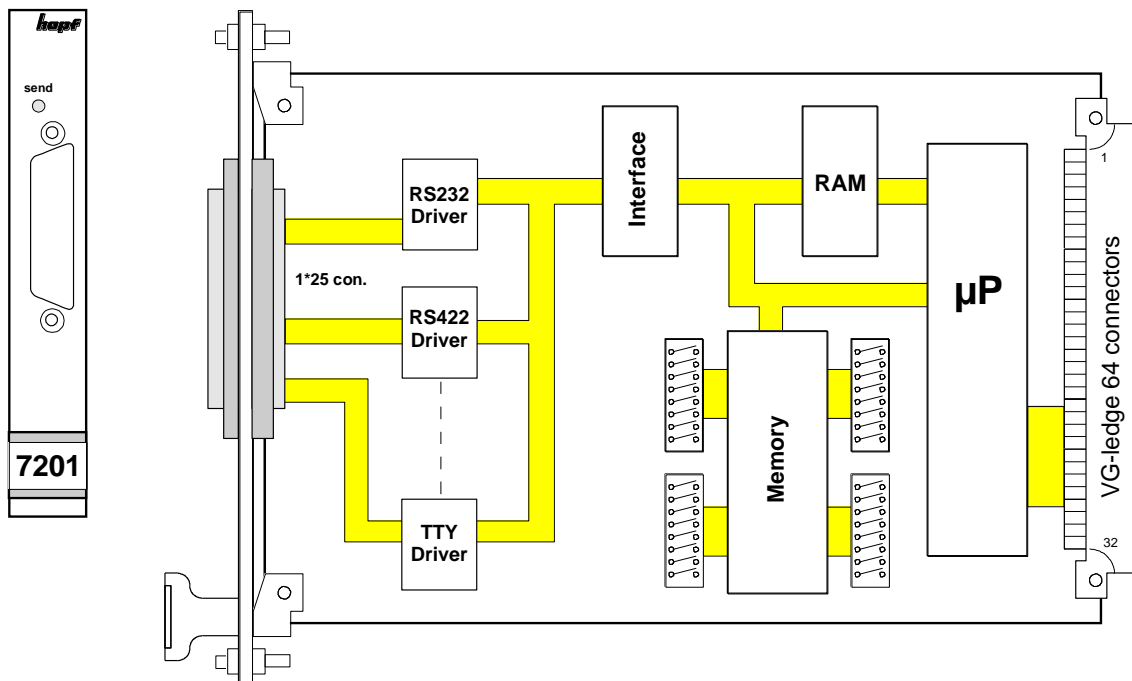 hopf
send
7201
1*25 con.
RS232
Driver
RS422
Driver
TTY
Driver
Interface
RAM
µP
Memory
1
VG-ledge 64 connectors
32